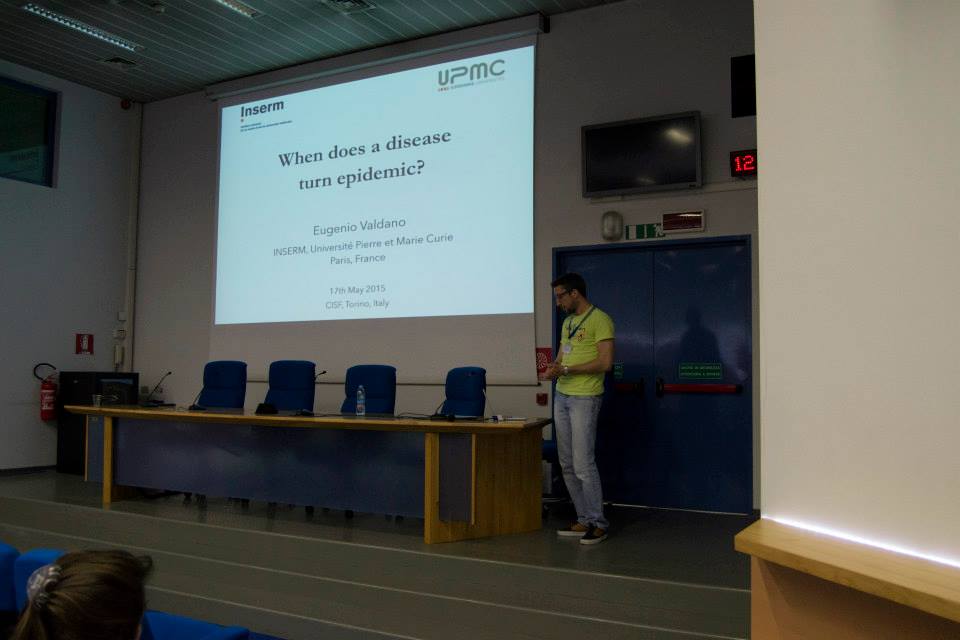 Inserm
UPMC
When does a disease
turn epidemic?
Eugenio Valdano
INSERM, Université Pierre et Marie Curie
Paris, France
17th May 2015
CISF, Torino, Italy
12